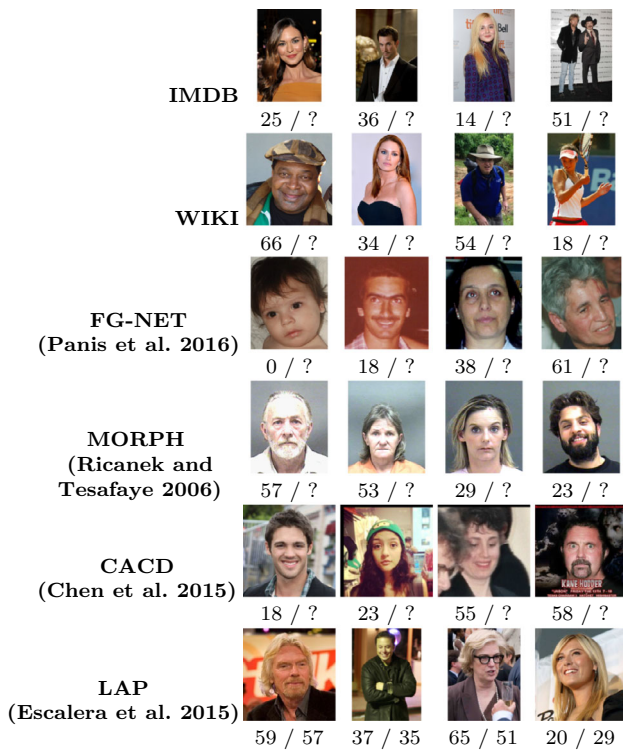 IMDB
25 / ?
36 / ?
14 / ?
51 / ?
WIKI
66 / ?
34 / ?
54 / ?
18 / ?
FG-NET
(Panis et al. 2016)
0 / ?
18 / ?
38 / ?
61 / ?
MORPH
(Ricanek and
Tesafaye 2006)
57 / ?
53 / ?
29 / ?
23 / ?
CACD
(Chen et al. 2015)
KANE HODDER
18 / ?
23 / ?
55 / ?
58 / ?
LAP
(Escalera et al. 2015)
59 / 57
37 / 35
65 / 51
20 / 29